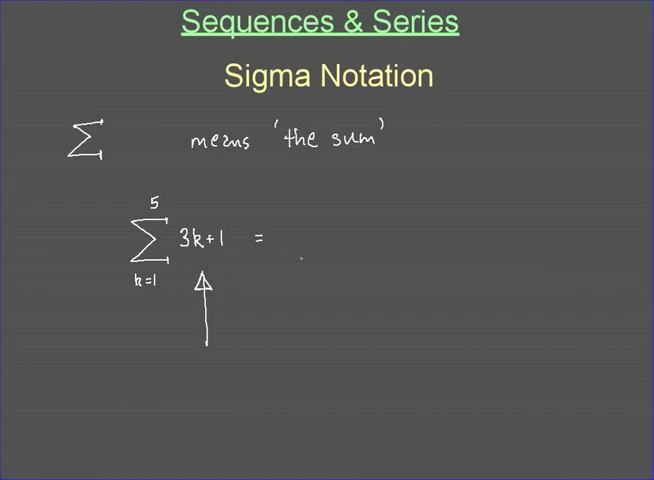 Sequences & Series
Sigma Notation
∑ means 'the sum'
5
∑ 3k+1 =
k=1